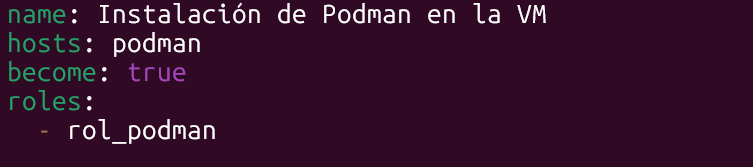 name: Instalación de Podman en la VM
hosts: podman
become: true
roles:
  - rol_podman